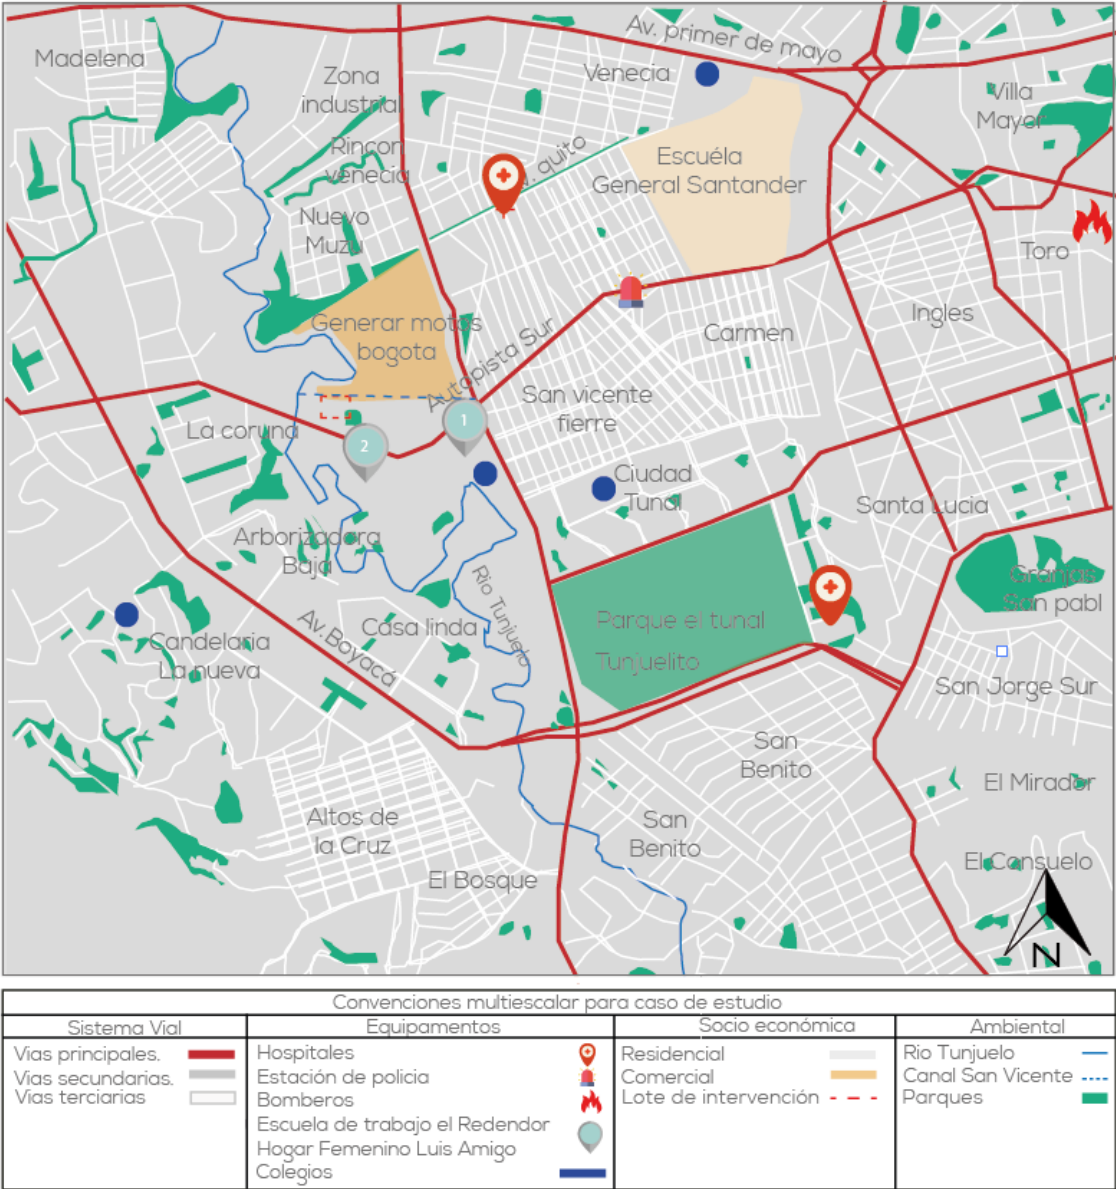 Av. primer de mayo
Madelena
Zona
industrial
Venecia
Villa
Mayor
Rincon
venecia
quito
Escuéla
General Santander
Nuevo
Muzu
Toro
Generar motos
bogota
Autopista Sur
Carmen
Ingles
San vicente
fierre
1
2
La coruna
Ciudad
Tunal
Santa Lucia
Arborizadora
Baja
Rio Tunjuelo
Granjas
San pabl
Candelaria
La nueva
Av. Boyacá
Casa linda
Parque el tunal
Tunjuelito
San Jorge Sur
San
Benito
El Mirador
Altos de
la Cruz
San
Benito
El Bosque
El Consuelo
N
Convenciones multiescalar para caso de estudio
Sistema Vial
Vias principales.
Vias secundarias.
Vias terciarias
Equipamentos
Hospitales
Estación de policia
Bomberos
Escuela de trabajo el Redendor
Hogar Femenino Luis Amigo
Colegios
Socio económica
Residencial
Comercial
Lote de intervención
Ambiental
Rio Tunjuelo
Canal San Vicente
Parques